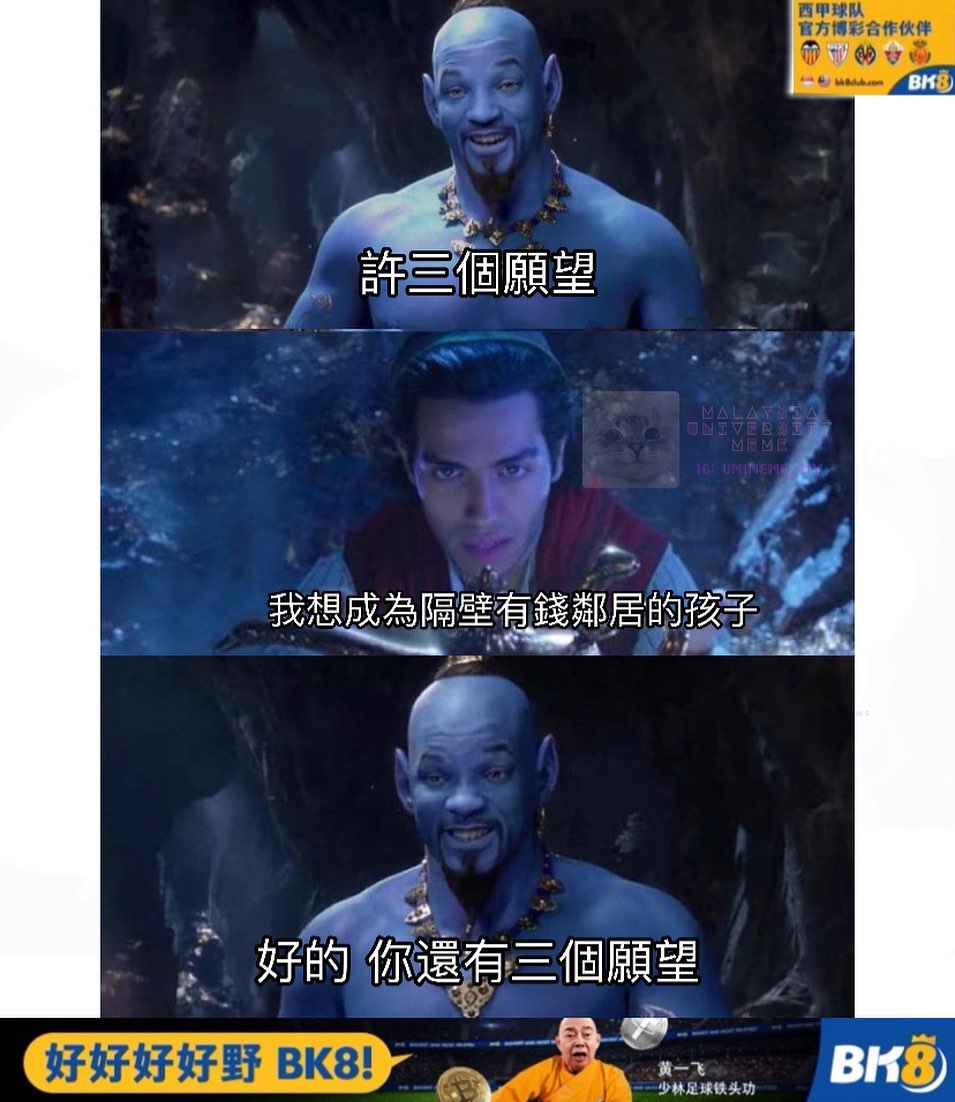 西甲球队
官方博彩合作伙伴
bk8club.com
BK8
許三個願望
MALAYSIA
UNIVERSITY
MEME
我想成為隔壁有錢鄰居的孩子
好的 你還有三個願望
好好好好野 BK8!
黄一飞
少林足球铁头功
BK8